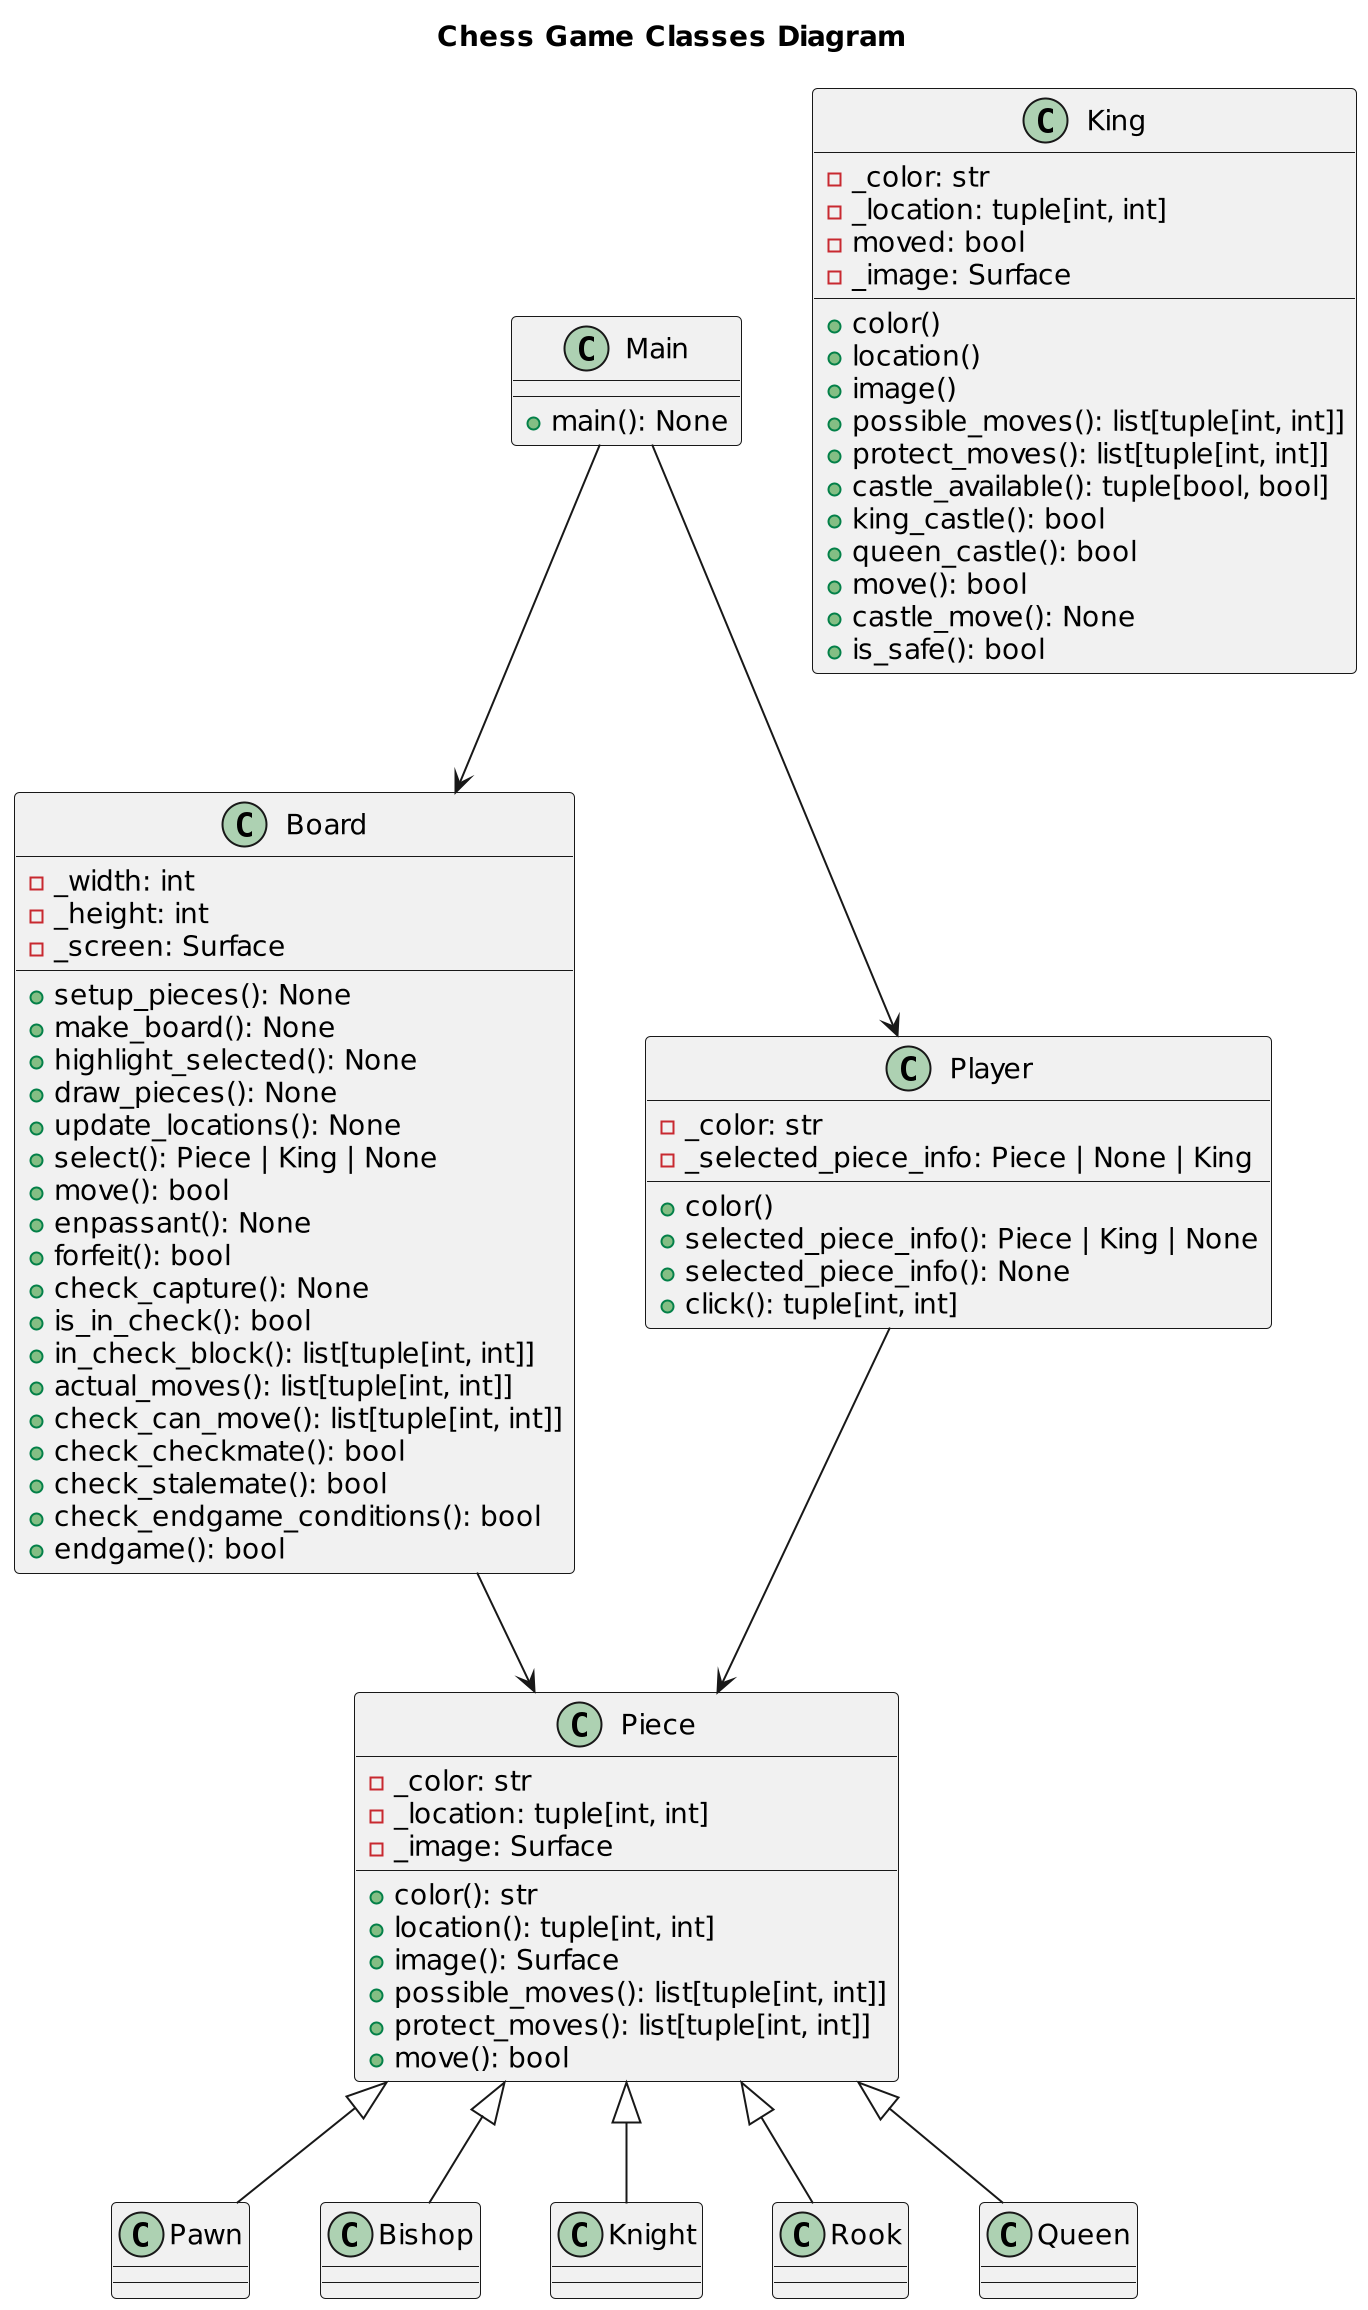 Chess Game Classes Diagram
C King
_color: str
_location: tuple[int, int]
moved: bool
_image: Surface
color()
location()
image()
possible_moves(): list[tuple[int, int]]
protect_moves(): list[tuple[int, int]]
castle_available(): tuple[bool, bool]
king_castle(): bool
queen_castle(): bool
move(): bool
castle_move(): None
is_safe(): bool
C Main
main(): None
C Board
_width: int
_height: int
_screen: Surface
setup_pieces(): None
make_board(): None
highlight_selected(): None
draw_pieces(): None
update_locations(): None
select(): Piece | King | None
move(): bool
enpassant(): None
forfeit(): bool
check_capture(): None
is_in_check(): bool
in_check_block(): list[tuple[int, int]]
actual_moves(): list[tuple[int, int]]
check_can_move(): list[tuple[int, int]]
check_checkmate(): bool
check_stalemate(): bool
check_endgame_conditions(): bool
endgame(): bool
C Player
_color: str
_selected_piece_info: Piece | None | King
color()
selected_piece_info(): Piece | King | None
selected_piece_info(): None
click(): tuple[int, int]
C Piece
_color: str
_location: tuple[int, int]
_image: Surface
color(): str
location(): tuple[int, int]
image(): Surface
possible_moves(): list[tuple[int, int]]
protect_moves(): list[tuple[int, int]]
move(): bool
C Pawn
C Bishop
C Knight
C Rook
C Queen